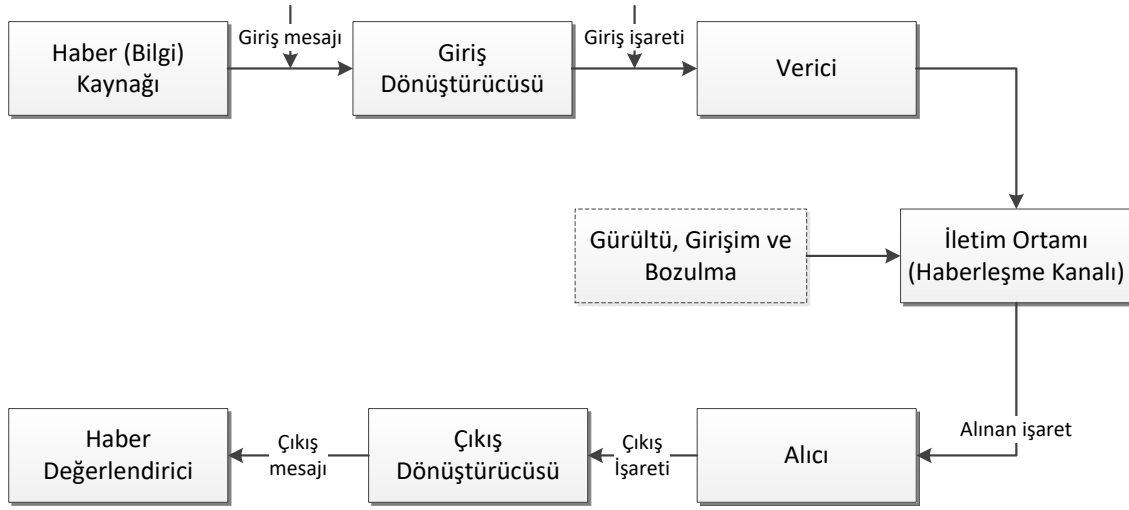 Haber (Bilgi)
Kaynağı
Giriş mesajı
Giriş
Dönüştürücüsü
Giriş işareti
Verici
Gürültü, Girişim ve
Bozulma
İletim Ortamı
(Haberleşme Kanalı)
Haber
Değerlendirici
Çıkış
mesajı
Çıkış
Dönüştürücüsü
Çıkış
İşareti
Alıcı
Alınan işaret